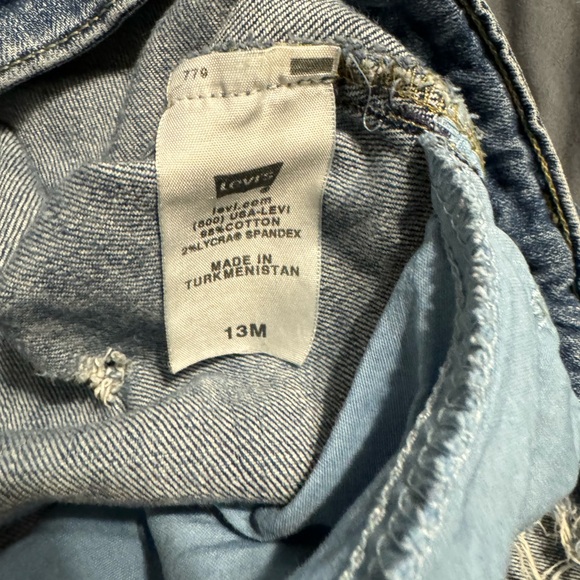 779
Levi's®
levi.com
(800) USA-LEVI
98%COTTON
2%LYCRA® SPANDEX
MADE IN
TURKMENISTAN
13M